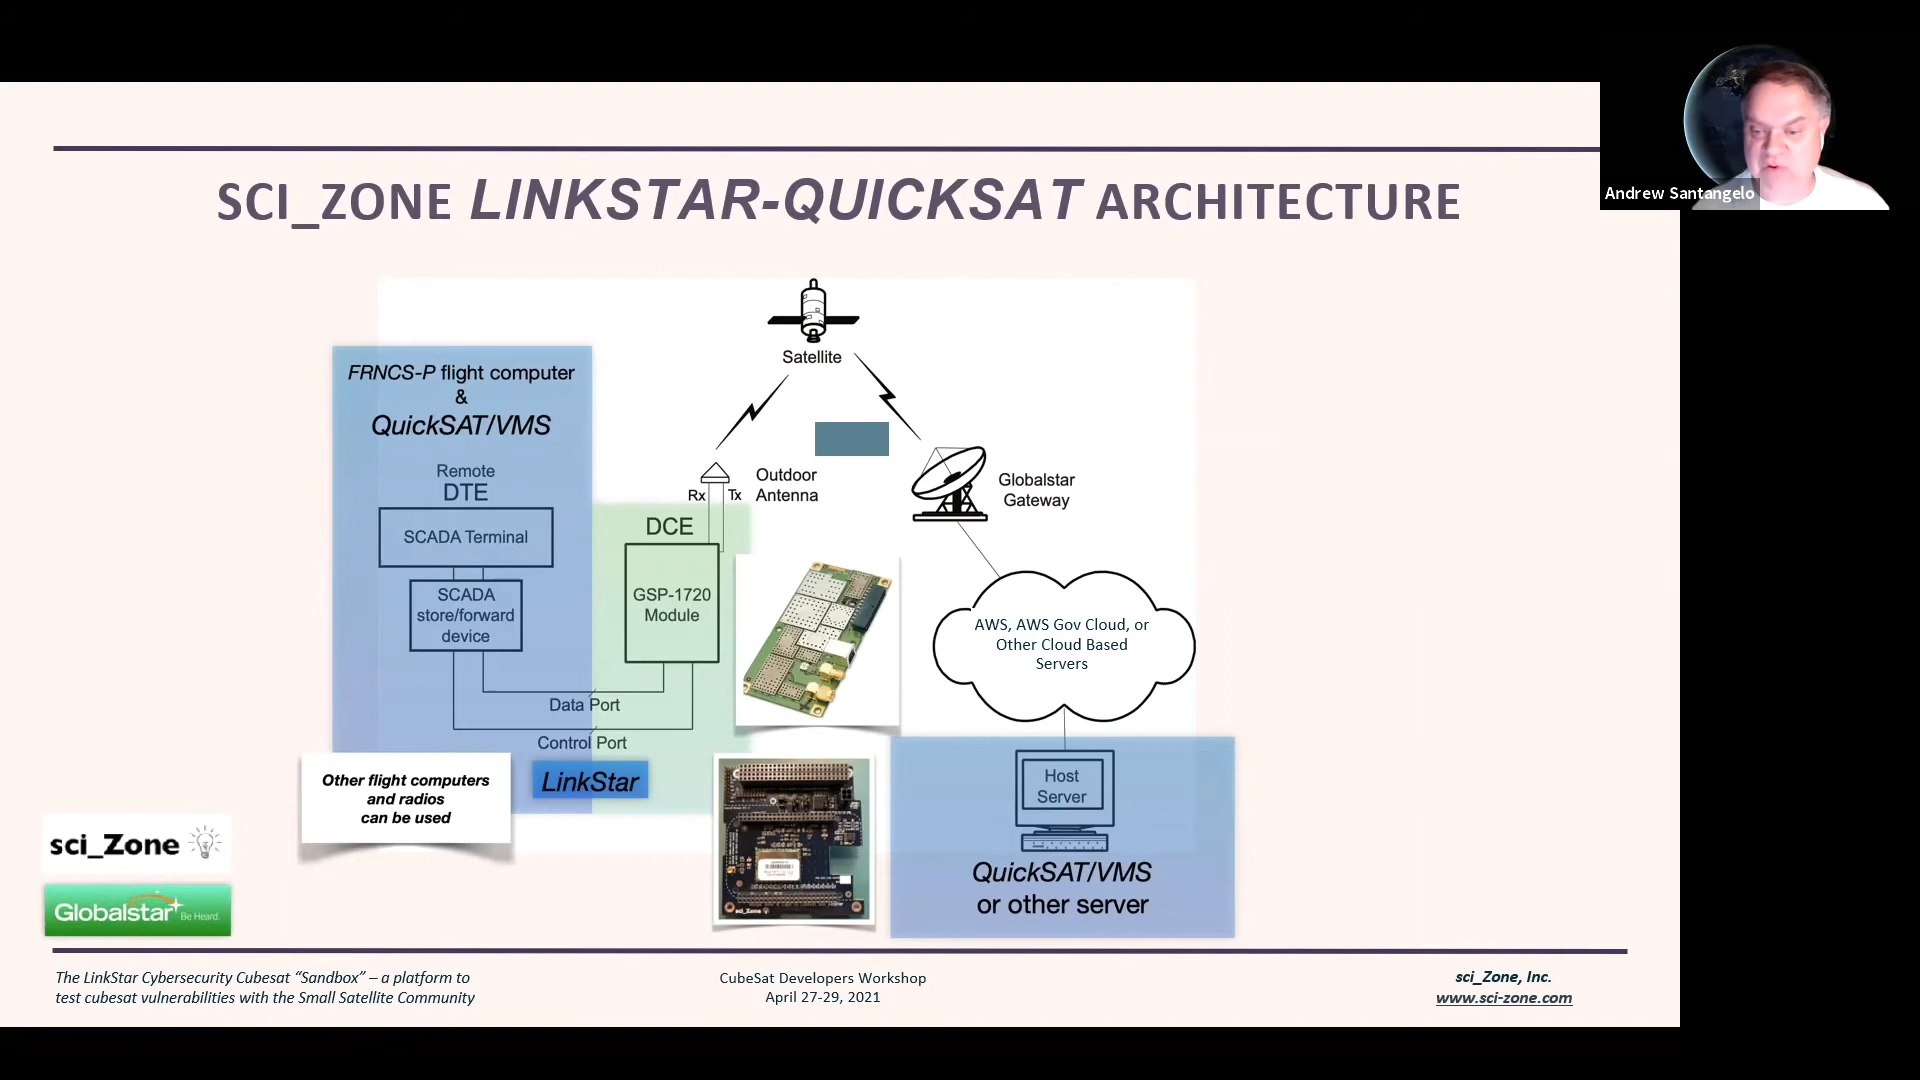 Andrew Santangelo
SCI_ZONE LINKSTAR-QUICKSAT ARCHITECTURE
Satellite
FRNCS-P flight computer
&
QuickSAT/VMS
Remote
DTE
SCADA Terminal
SCADA
store/forward
device
Rx
Tx
Outdoor
Antenna
DCE
GSP-1720
Module
Data Port
Control Port
LinkStar
Other flight computers
and radios
can be used
Globalstar
Gateway
AWS, AWS Gov Cloud, or
Other Cloud Based
Servers
Host
Server
QuickSAT/VMS
or other server
sci_Zone
sci_Zone
Globalstar
Be Heard.
The LinkStar Cybersecurity Cubesat “Sandbox” – a platform to
test cubesat vulnerabilities with the Small Satellite Community
CubeSat Developers Workshop
April 27-29, 2021
sci_Zone, Inc.
www.sci-zone.com